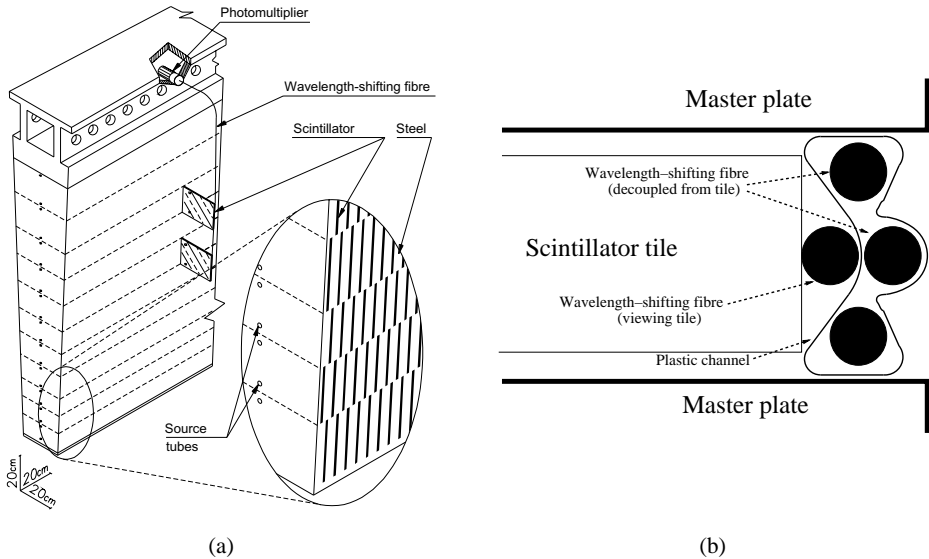 Photomultiplier
Wavelength-shifting fibre
Scintillator
Steel
Source
tubes
20cm
20cm
20cm
(a)
Master plate
Wavelength–shifting fibre
(decoupled from tile)
Scintillator tile
Wavelength–shifting fibre
(viewing tile)
Plastic channel
Master plate
(b)